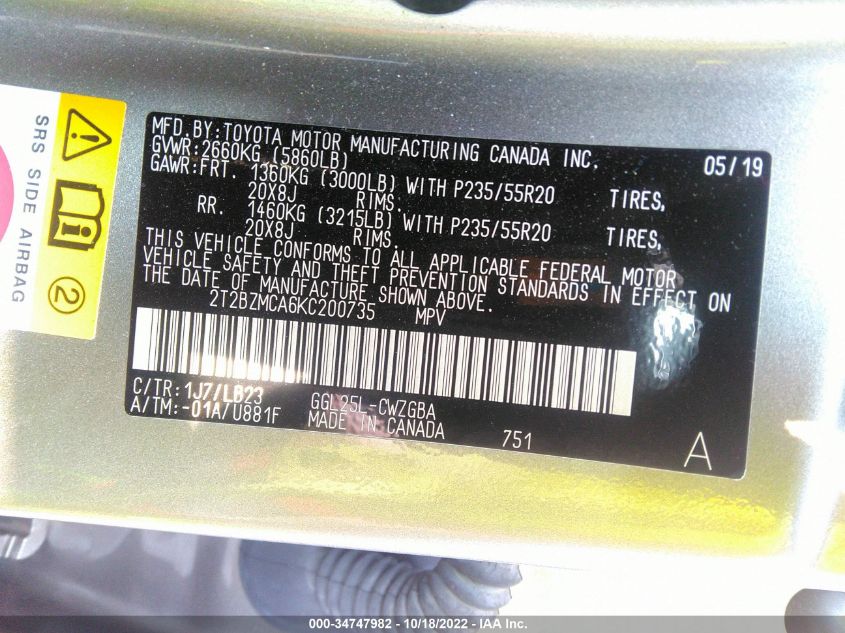 SRS SIDE AIRBAG
2
MFD.BY:TOYOTA MOTOR MANUFACTURING CANADA INC. 05/19
GVWR:2660KG (5860LB)
GAWR:FRT. 1360KG (3000LB) WITH P235/55R20 TIRES,
20X8J RIMS.
RR. 1460KG (3215LB) WITH P235/55R20 TIRES,
20X8J RIMS.
THIS VEHICLE CONFORMS TO ALL APPLICABLE FEDERAL MOTOR
VEHICLE SAFETY AND THEFT PREVENTION STANDARDS IN EFFECT ON
THE DATE OF MANUFACTURE SHOWN ABOVE.
2T2BZMCA6KC200735 MPV
C/TR:1J7/LB23 GGL25L-CWZGBA
A/TM:-01A/U881F MADE IN CANADA 751
A
000-34747982 - 10/18/2022 - IAA Inc.